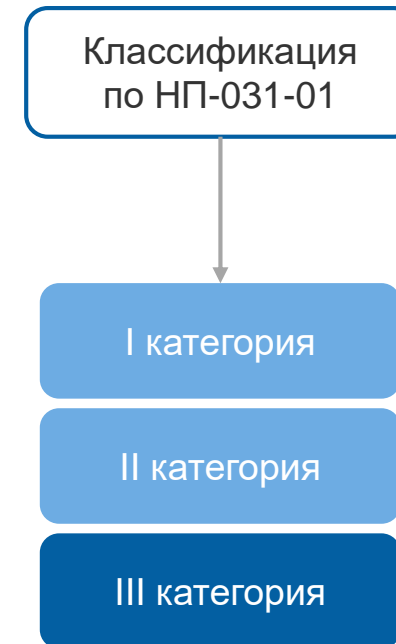 Классификация
по НП-031-01
I категория
II категория
III категория